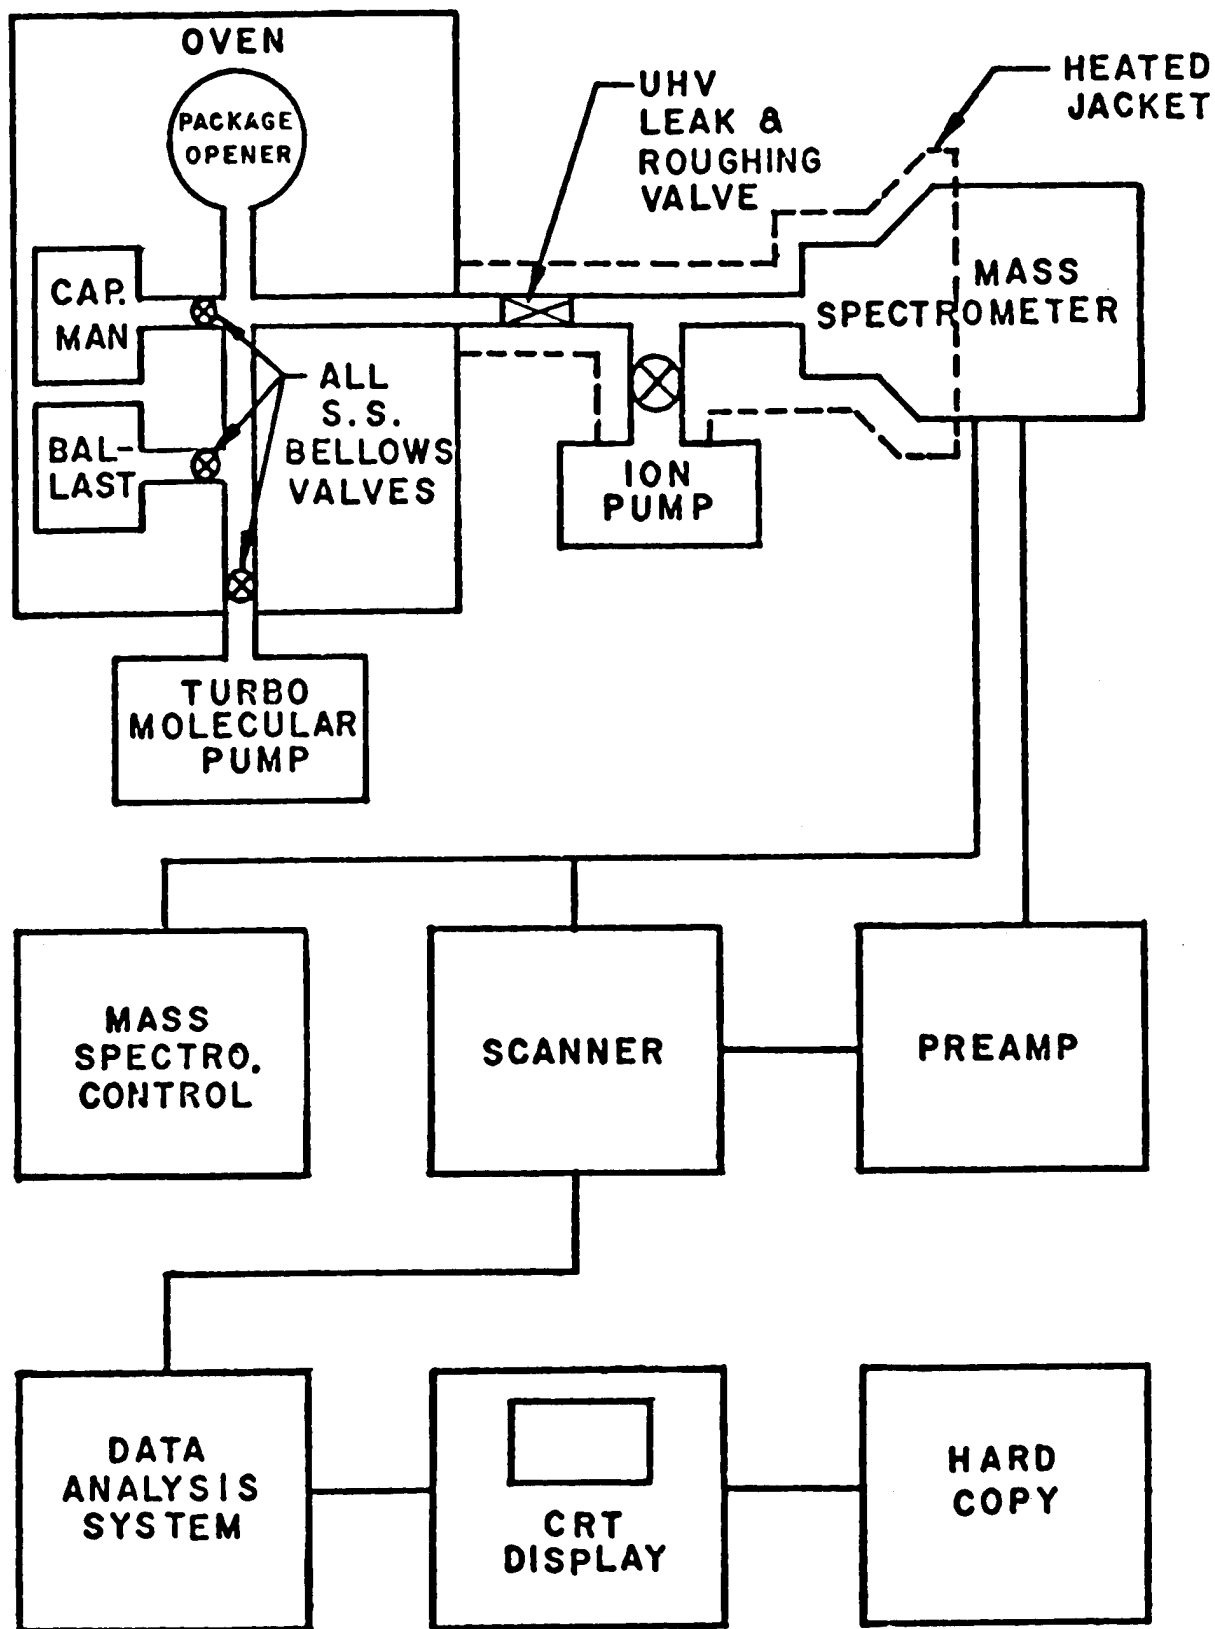 OVEN
PACKAGE
OPENER
UHV
LEAK &
ROUGHING
VALVE
HEATED
JACKET
CAP.
MAN
MASS
SPECTROMETER
ALL
S.S.
BELLOWS
VALVES
BAL-
LAST
ION
PUMP
TURBO
MOLECULAR
PUMP
MASS
SPECTRO.
CONTROL
SCANNER
PREAMP
DATA
ANALYSIS
SYSTEM
CRT
DISPLAY
HARD
COPY